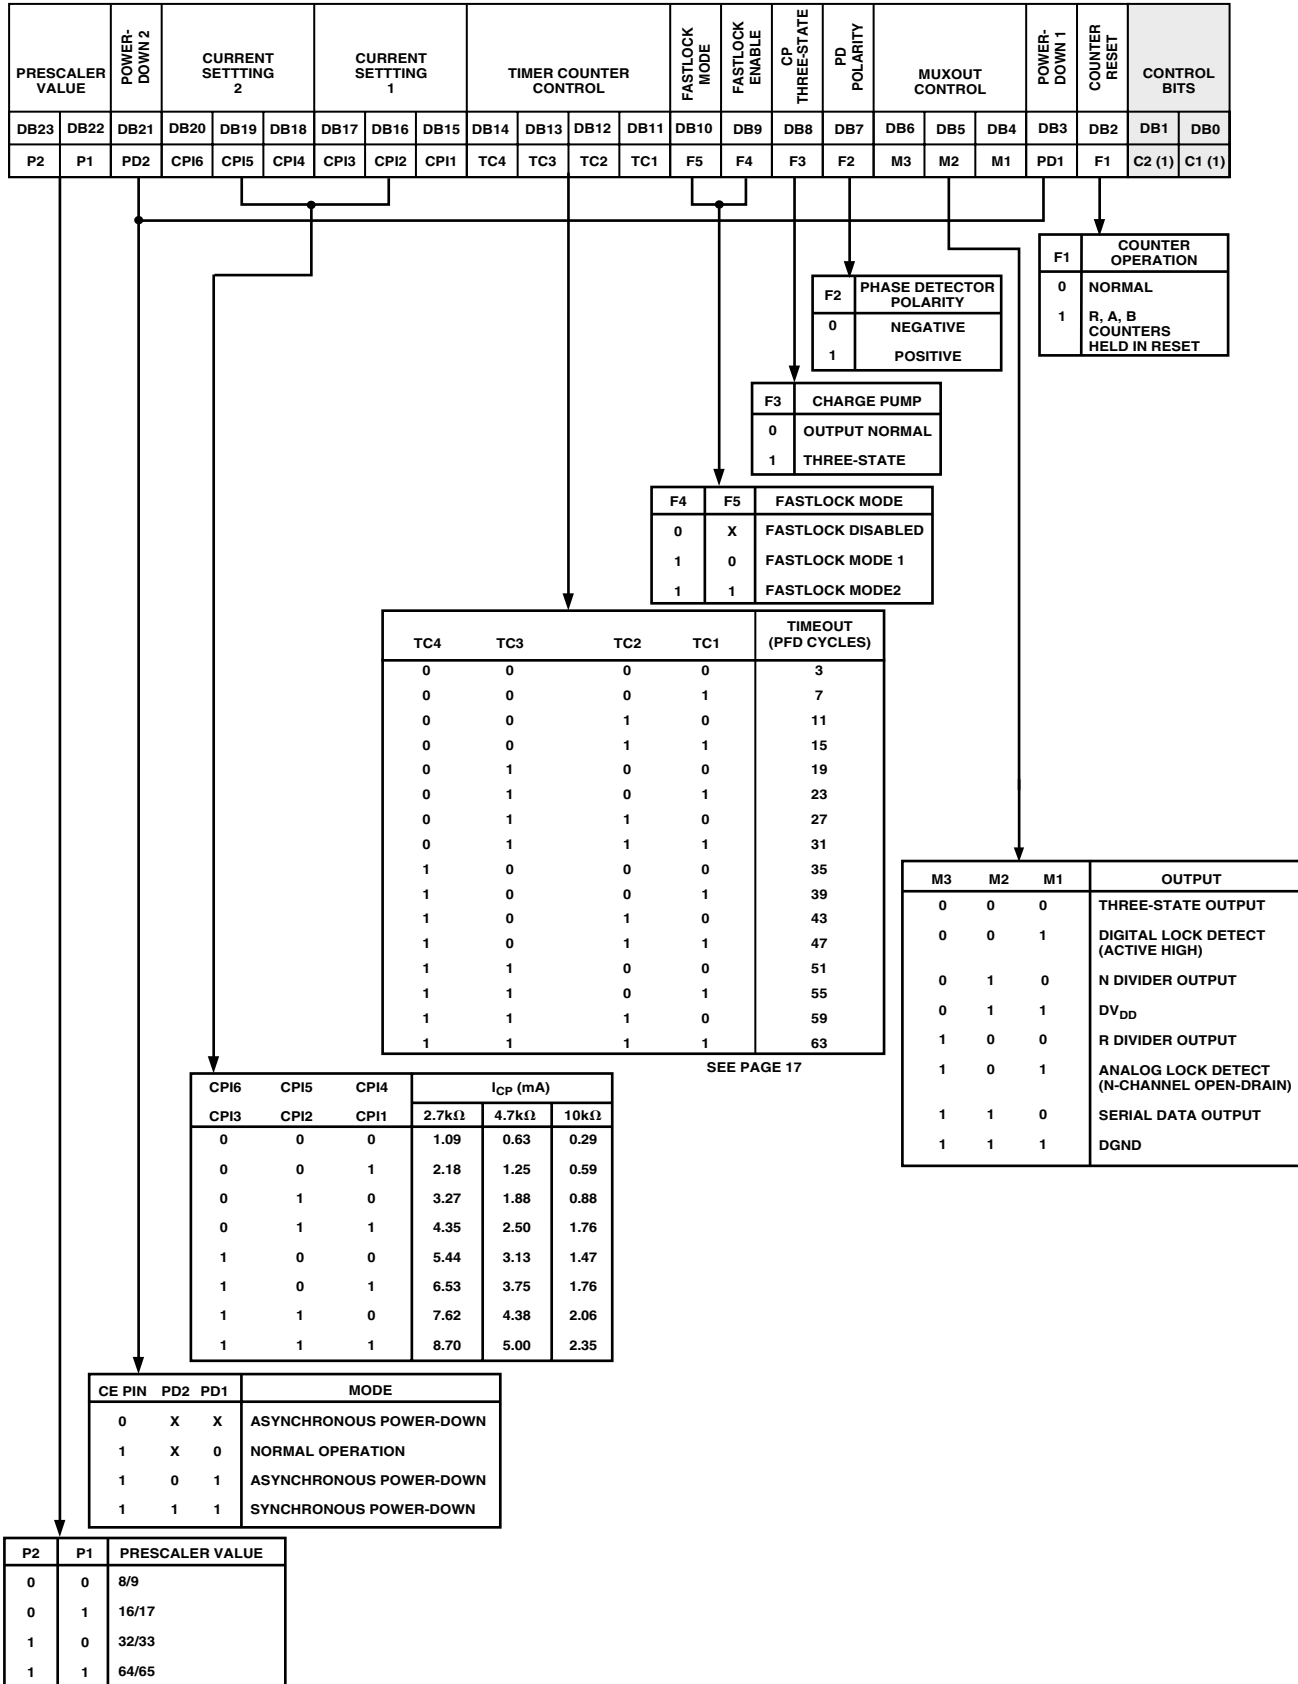 PRESCALER VALUE
POWER-DOWN 2
CURRENT SETTTING 2
CURRENT SETTTING 1
TIMER COUNTER CONTROL
FASTLOCK MODE
FASTLOCK ENABLE
CP THREE-STATE
PD POLARITY
MUXOUT CONTROL
POWER-DOWN 1
COUNTER RESET
CONTROL BITS
DB23 DB22 DB21 DB20 DB19 DB18 DB17 DB16 DB15 DB14 DB13 DB12 DB11 DB10 DB9 DB8 DB7 DB6 DB5 DB4 DB3 DB2 DB1 DB0
P2 P1 PD2 CPI6 CPI5 CPI4 CPI3 CPI2 CPI1 TC4 TC3 TC2 TC1 F5 F4 F3 F2 M3 M2 M1 PD1 F1 C2 (1) C1 (1)
F1 COUNTER OPERATION
0 NORMAL
1 R, A, B
COUNTERS
HELD IN RESET
F2 PHASE DETECTOR POLARITY
0 NEGATIVE
1 POSITIVE
F3 CHARGE PUMP
0 OUTPUT NORMAL
1 THREE-STATE
F4 F5 FASTLOCK MODE
0 X FASTLOCK DISABLED
1 0 FASTLOCK MODE 1
1 1 FASTLOCK MODE2
TC4 TC3 TC2 TC1 TIMEOUT (PFD CYCLES)
0 0 0 0 3
0 0 0 1 7
0 0 1 0 11
0 0 1 1 15
0 1 0 0 19
0 1 0 1 23
0 1 1 0 27
0 1 1 1 31
1 0 0 0 35
1 0 0 1 39
1 0 1 0 43
1 0 1 1 47
1 1 0 0 51
1 1 0 1 55
1 1 1 0 59
1 1 1 1 63
SEE PAGE 17
M3 M2 M1 OUTPUT
0 0 0 THREE-STATE OUTPUT
0 0 1 DIGITAL LOCK DETECT
(ACTIVE HIGH)
0 1 0 N DIVIDER OUTPUT
0 1 1 DVDD
1 0 0 R DIVIDER OUTPUT
1 0 1 ANALOG LOCK DETECT
(N-CHANNEL OPEN-DRAIN)
1 1 0 SERIAL DATA OUTPUT
1 1 1 DGND
CPI6 CPI5 CPI4 ICP (mA)
CPI3 CPI2 CPI1 2.7kΩ 4.7kΩ 10kΩ
0 0 0 1.09 0.63 0.29
0 0 1 2.18 1.25 0.59
0 1 0 3.27 1.88 0.88
0 1 1 4.35 2.50 1.76
1 0 0 5.44 3.13 1.47
1 0 1 6.53 3.75 1.76
1 1 0 7.62 4.38 2.06
1 1 1 8.70 5.00 2.35
CE PIN PD2 PD1 MODE
0 X X ASYNCHRONOUS POWER-DOWN
1 X 0 NORMAL OPERATION
1 0 1 ASYNCHRONOUS POWER-DOWN
1 1 1 SYNCHRONOUS POWER-DOWN
P2 P1 PRESCALER VALUE
0 0 8/9
0 1 16/17
1 0 32/33
1 1 64/65